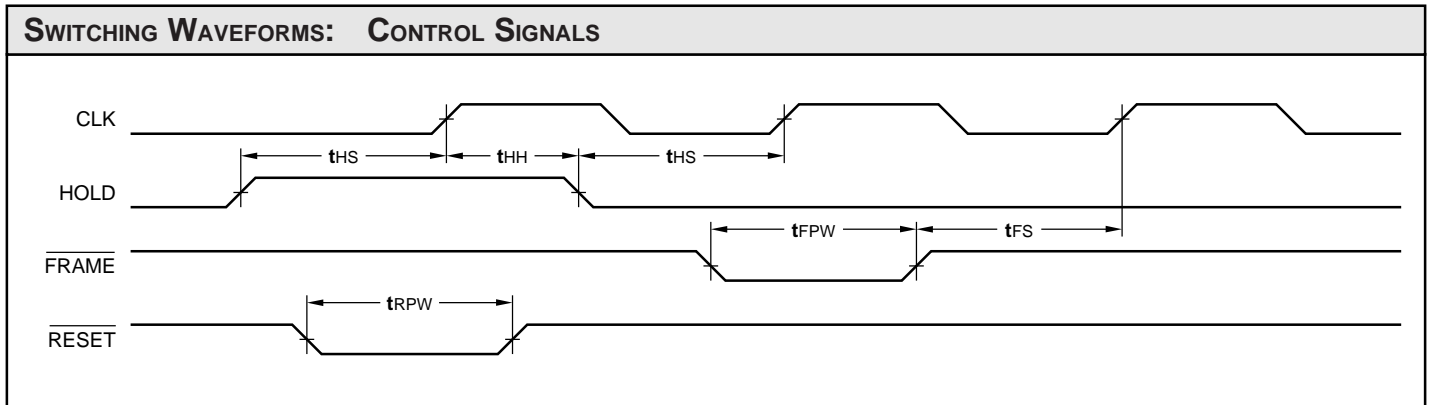 SWITCHING WAVEFORMS: CONTROL SIGNALS
CLK
tHS tHH tHS
HOLD
tFPW tFS
FRAME
tRPW
RESET